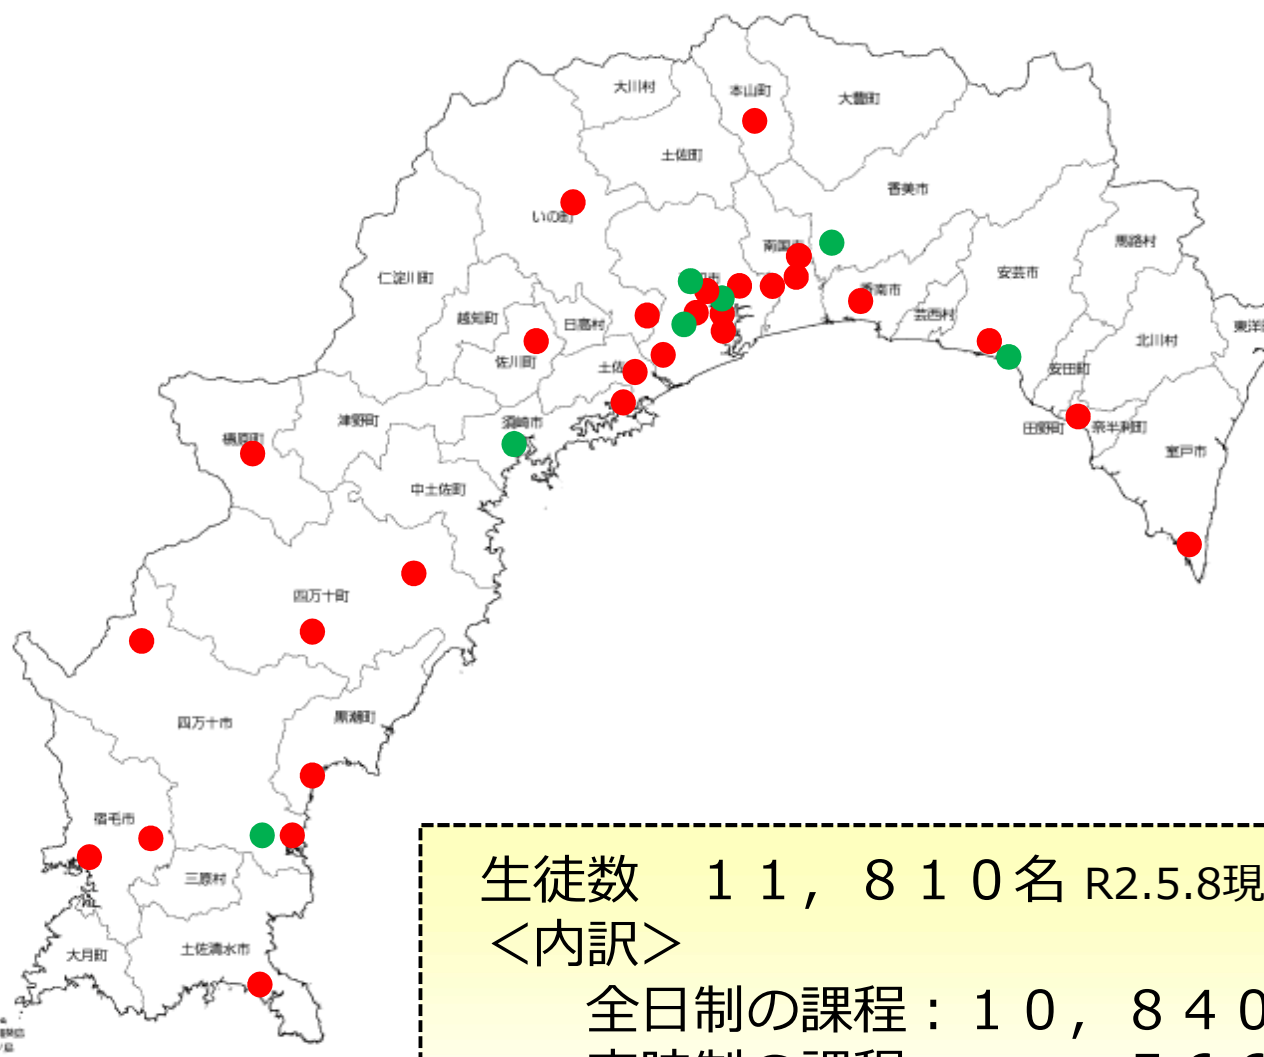 大川村
本山町
大豊町
土佐町
香美市
いの町
馬路村
南国市
安芸市
仁淀川町
香南市
芸西村
越知町
日高村
東洋
北川村
佐川町
安田町
土佐
津野町
須崎市
田野町
奈半利町
梼原町
室戸市
中土佐町
四万十町
黒潮町
四万十市
宿毛市
三原村
土佐清水市
大月町
生徒数　１１，８１０名 R2.5.8現
＜内訳＞
全日制の課程：１０，８４０